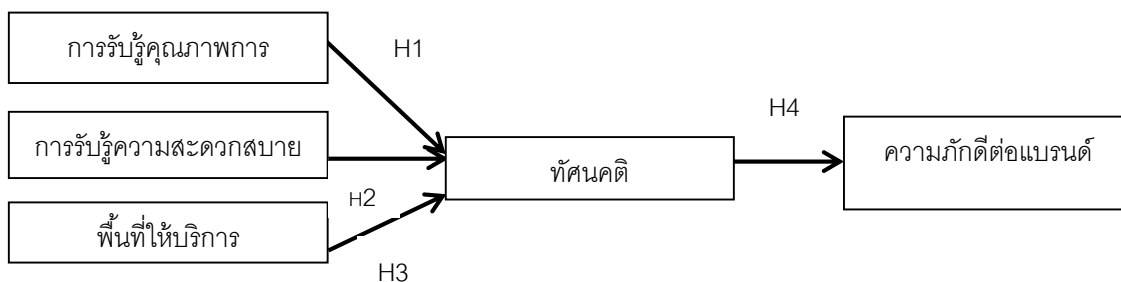 การรับรู้คุณภาพการ
H1
การรับรู้ความสะดวกสบาย
H2
พื้นที่ให้บริการ
H3
ทัศนคติ
H4
ความภักดีต่อแบรนด์